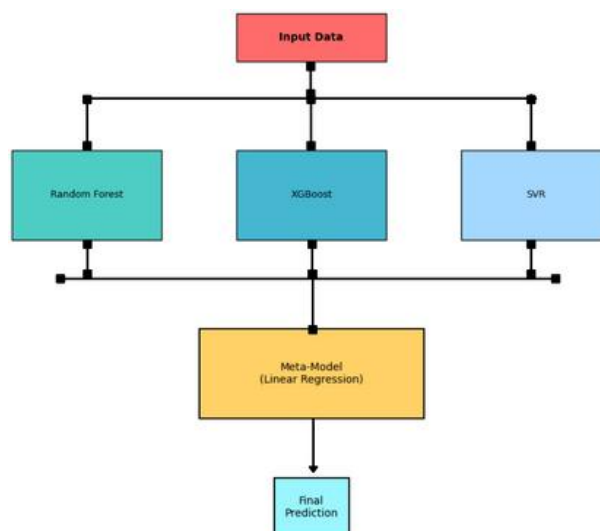 Input Data
Random Forest
XGBoost
SVR
Meta-Model
(Linear Regression)
Final
Prediction